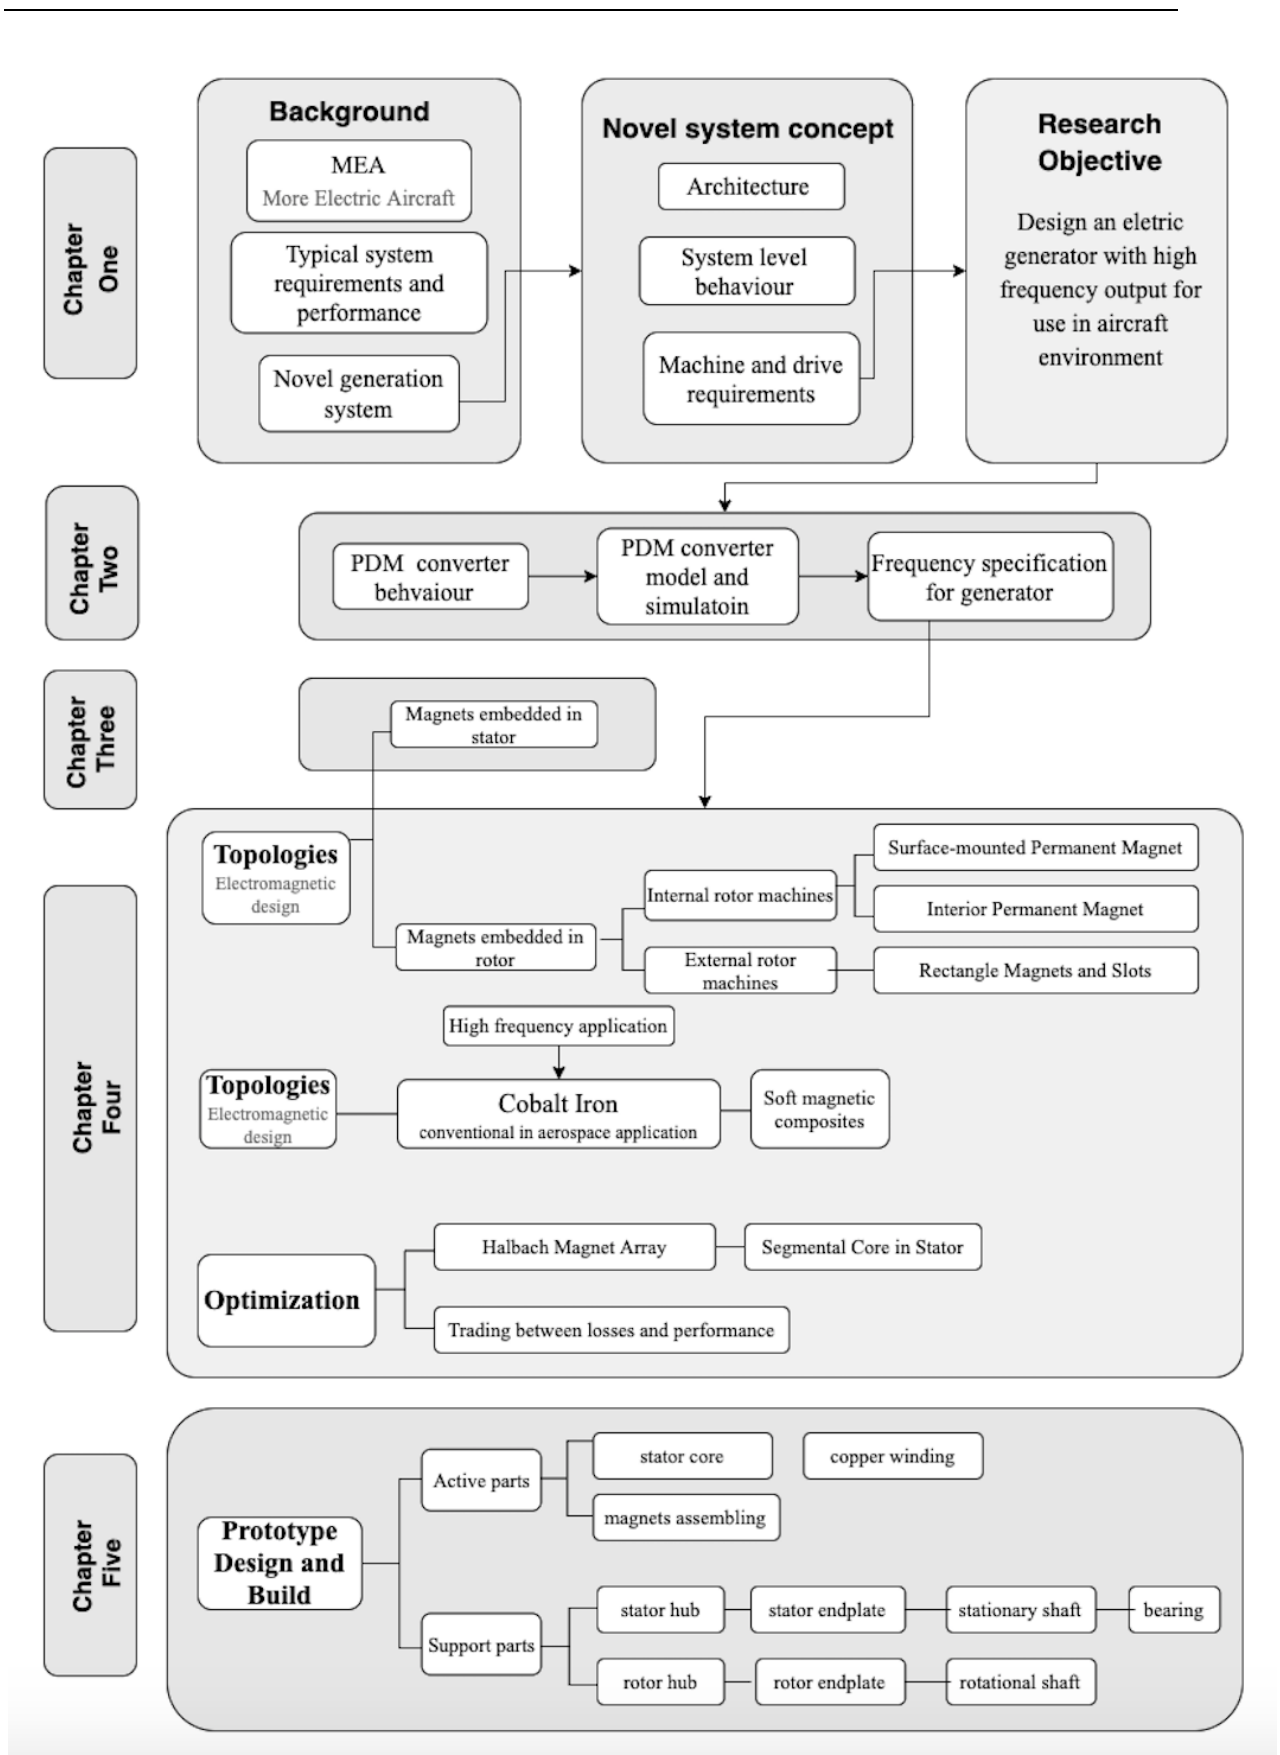 Chapter
One
Background
MEA
More Electric Aircraft
Typical system
requirements and
performance
Novel generation
system
Novel system concept
Architecture
System level
behaviour
Machine and drive
requirements
Research
Objective
Design an eletric
generator with high
frequency output for
use in aircraft
environment
Chapter
Two
PDM converter
behvaiour
PDM converter
model and
simulatoin
Frequency specification
for generator
Chapter
Three
Magnets embedded in
stator
Chapter
Four
Topologies
Electromagnetic
design
Magnets embedded in
rotor
Internal rotor machines
External rotor
machines
Surface-mounted Permanent Magnet
Interior Permanent Magnet
Rectangle Magnets and Slots
High frequency application
Topologies
Electromagnetic
design
Cobalt Iron
conventional in aerospace application
Soft magnetic
composites
Optimization
Halbach Magnet Array
Segmental Core in Stator
Trading between losses and performance
Chapter
Five
Prototype
Design and
Build
Active parts
stator core
copper winding
magnets assembling
Support parts
stator hub
stator endplate
stationary shaft
bearing
rotor hub
rotor endplate
rotational shaft